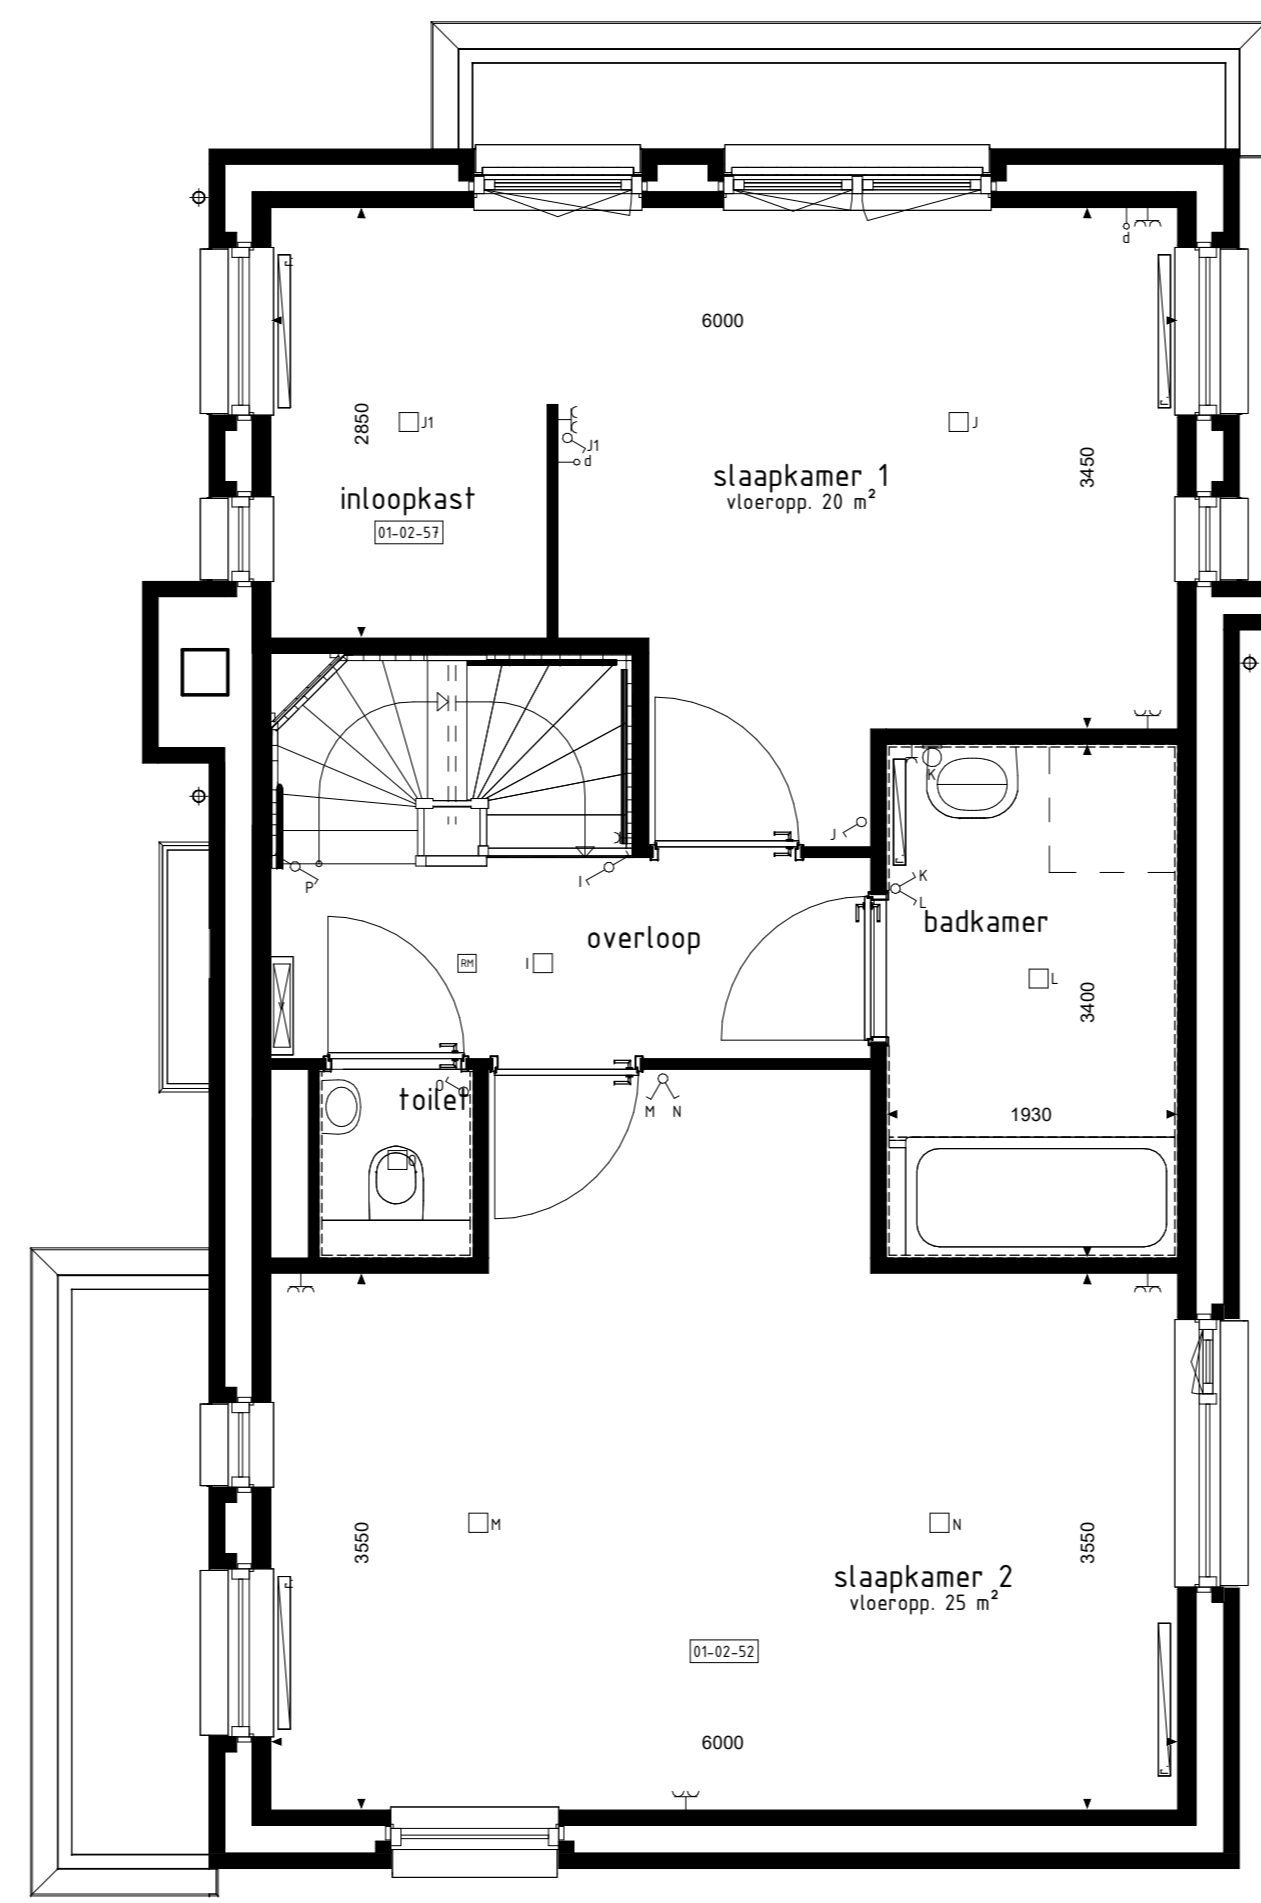 d
6000
2850
J1
J
J1
d
3450
slaapkamer 1
vloeropp. 20 m²
inloopkast
01-02-57
K
J
P
I
K
L
badkamer
overloop
RM
I
L
3400
O
toilet
M N
1930
O
3550
M
N
3550
slaapkamer 2
vloeropp. 25 m²
01-02-52
6000